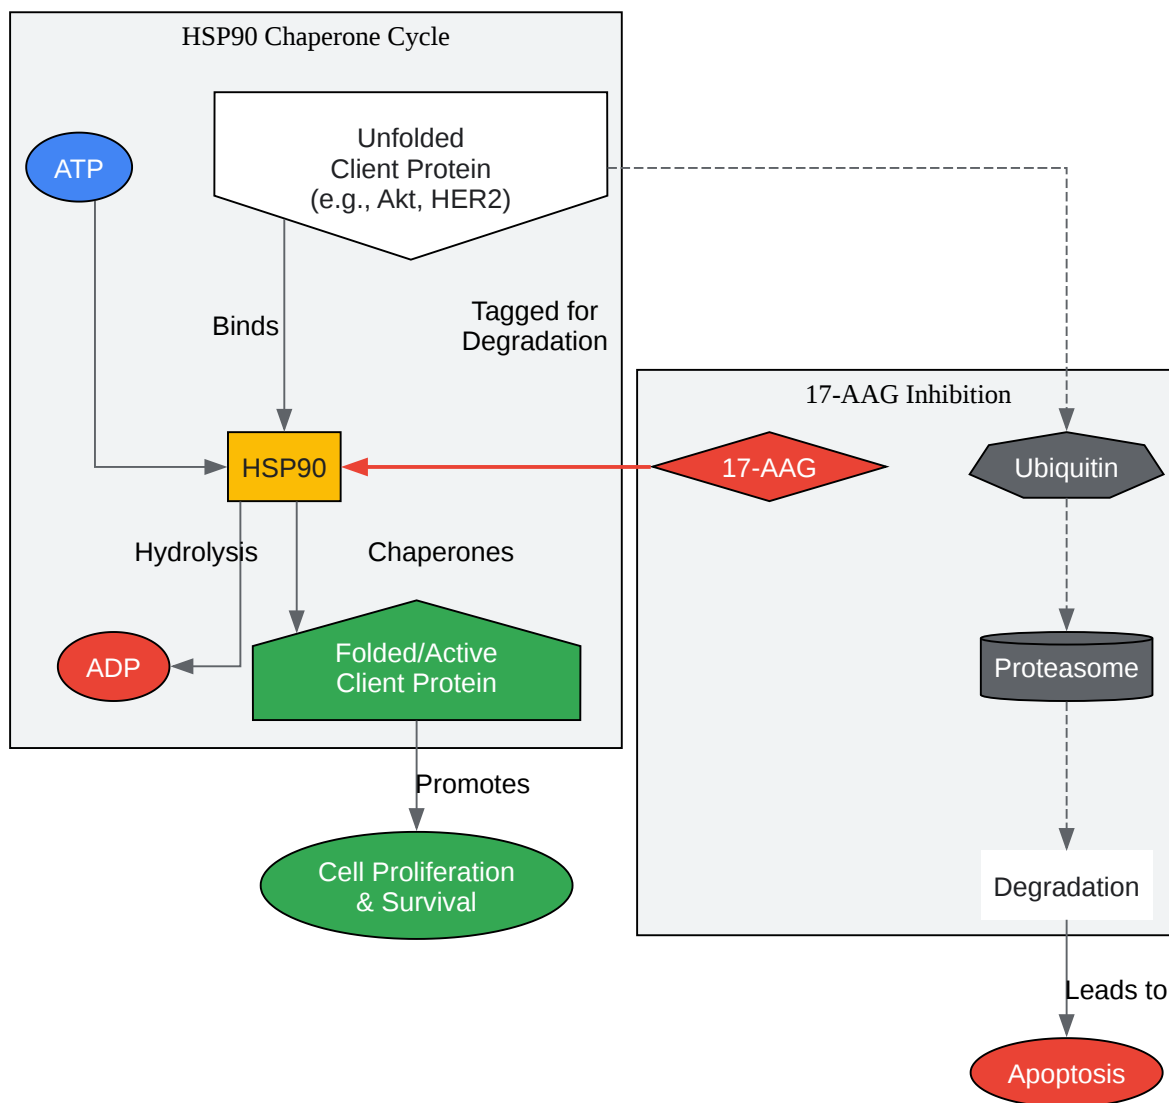 HSP90 Chaperone Cycle
Unfolded
Client Protein
(e.g., Akt, HER2)
ATP
Binds
Tagged for
Degradation
17-AAG Inhibition
HSP90
17-AAG
Ubiquitin
Hydrolysis
Chaperones
ADP
Folded/Active
Client Protein
Proteasome
Promotes
Cell Proliferation
& Survival
Degradation
Leads to
Apoptosis